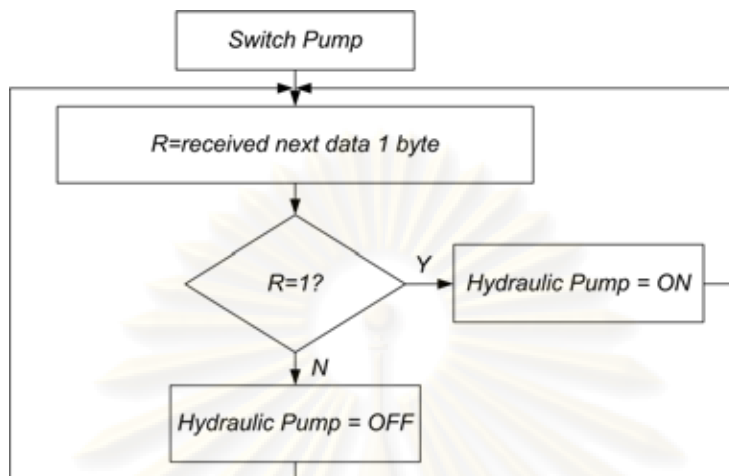 Switch Pump
R=received next data 1 byte
R=1?
Y
Hydraulic Pump = ON
N
Hydraulic Pump = OFF